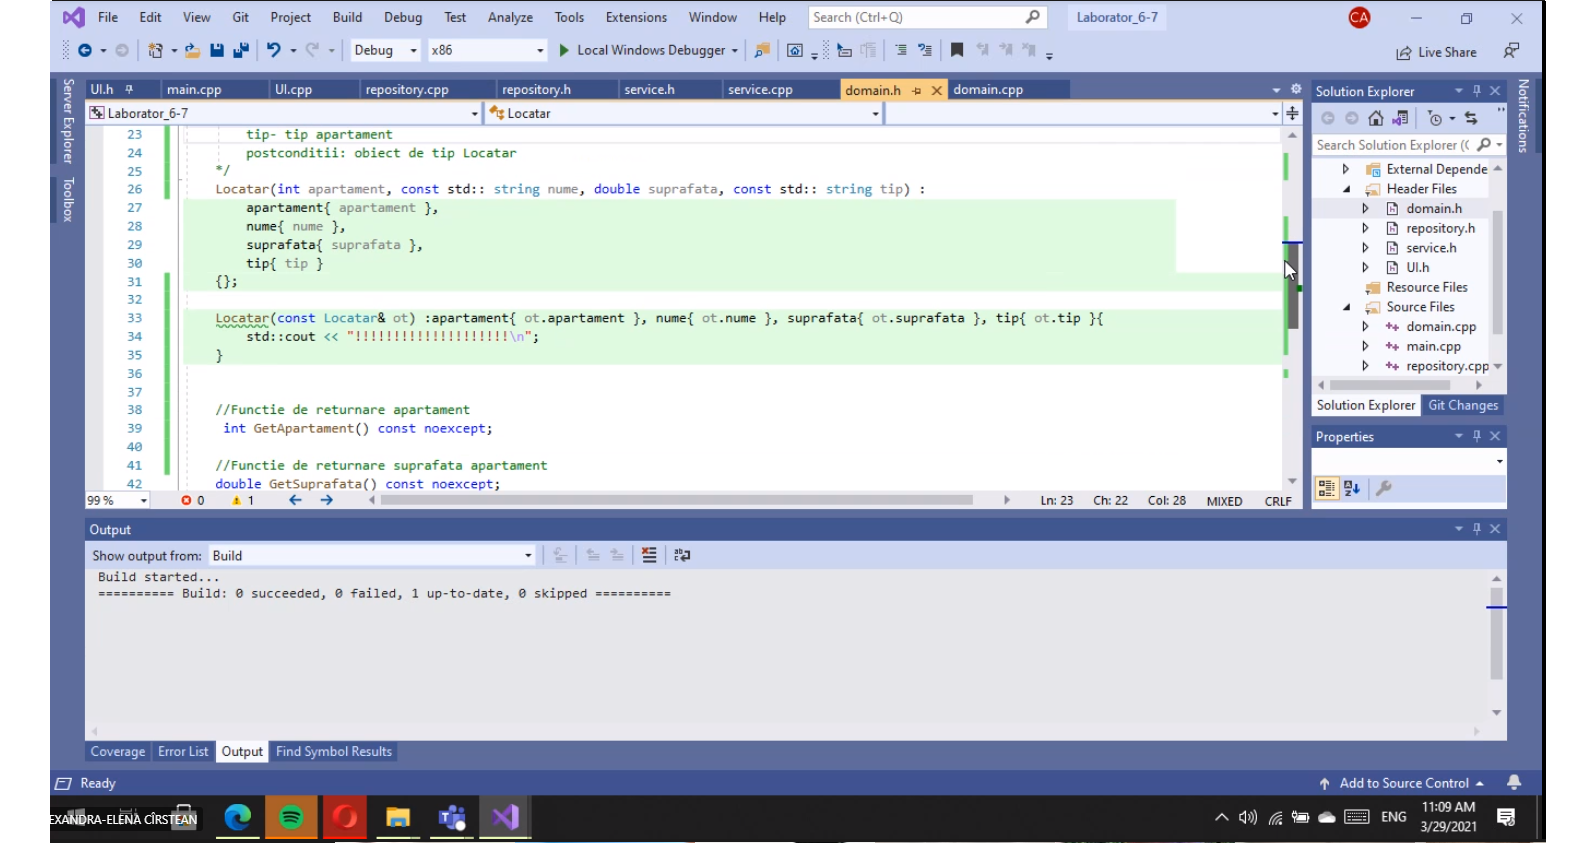 File Edit View Git Project Build Debug Test Analyze Tools Extensions Window Help Search (Ctrl+Q) Laborator_6-7 CA
Debug x86 Local Windows Debugger Live Share
Server Explorer
Toolbox
UI.h main.cpp UI.cpp repository.cpp repository.h service.h service.cpp domain.h domain.cpp
Laborator_6-7 Locatar
23 tip- tip apartament
24 postconditii: obiect de tip Locatar
25 */
26 Locatar(int apartament, const std:: string nume, double suprafata, const std:: string tip) :
27 apartament{ apartament },
28 nume{ nume },
29 suprafata{ suprafata },
30 tip{ tip }
31 {};
32
33 Locatar(const Locatar& ot) :apartament{ ot.apartament }, nume{ ot.nume }, suprafata{ ot.suprafata }, tip{ ot.tip }{
34 std::cout << "!!!!!!!!!!!!!!!!!!!!\n";
35 }
36
37
38 //Functie de returnare apartament
39 int GetApartament() const noexcept;
40
41 //Functie de returnare suprafata apartament
42 double GetSuprafata() const noexcept;
99 % 0 1 Ln: 23 Ch: 22 Col: 28 MIXED CRLF
Output
Show output from: Build
Build started...
========== Build: 0 succeeded, 0 failed, 1 up-to-date, 0 skipped ==========
Coverage Error List Output Find Symbol Results
Solution Explorer
Search Solution Explorer (
External Depende
Header Files
domain.h
repository.h
service.h
UI.h
Resource Files
Source Files
domain.cpp
main.cpp
repository.cpp
Solution Explorer Git Changes
Properties
Notifications
Ready Add to Source Control
EXANDRA-ELENA CÎRSTEAN
ENG 11:09 AM
3/29/2021